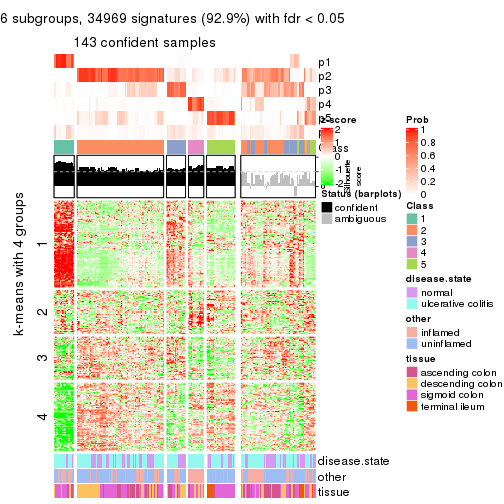 6 subgroups, 34969 signatures (92.9%) with fdr < 0.05
143 confident samples
p1
p2
p3
p4
p5
k-means with 4 groups
1
2
3
4
z-score
2
1
0
-1
-2
Silhouette
score
Status (barplots)
confident
ambiguous
Prob
1
0.8
0.6
0.4
0.2
0
Class
1
2
3
4
5
disease.state
normal
ulcerative colitis
other
inflamed
uninflamed
tissue
ascending colon
descending colon
sigmoid colon
terminal ileum
disease.state
other
tissue